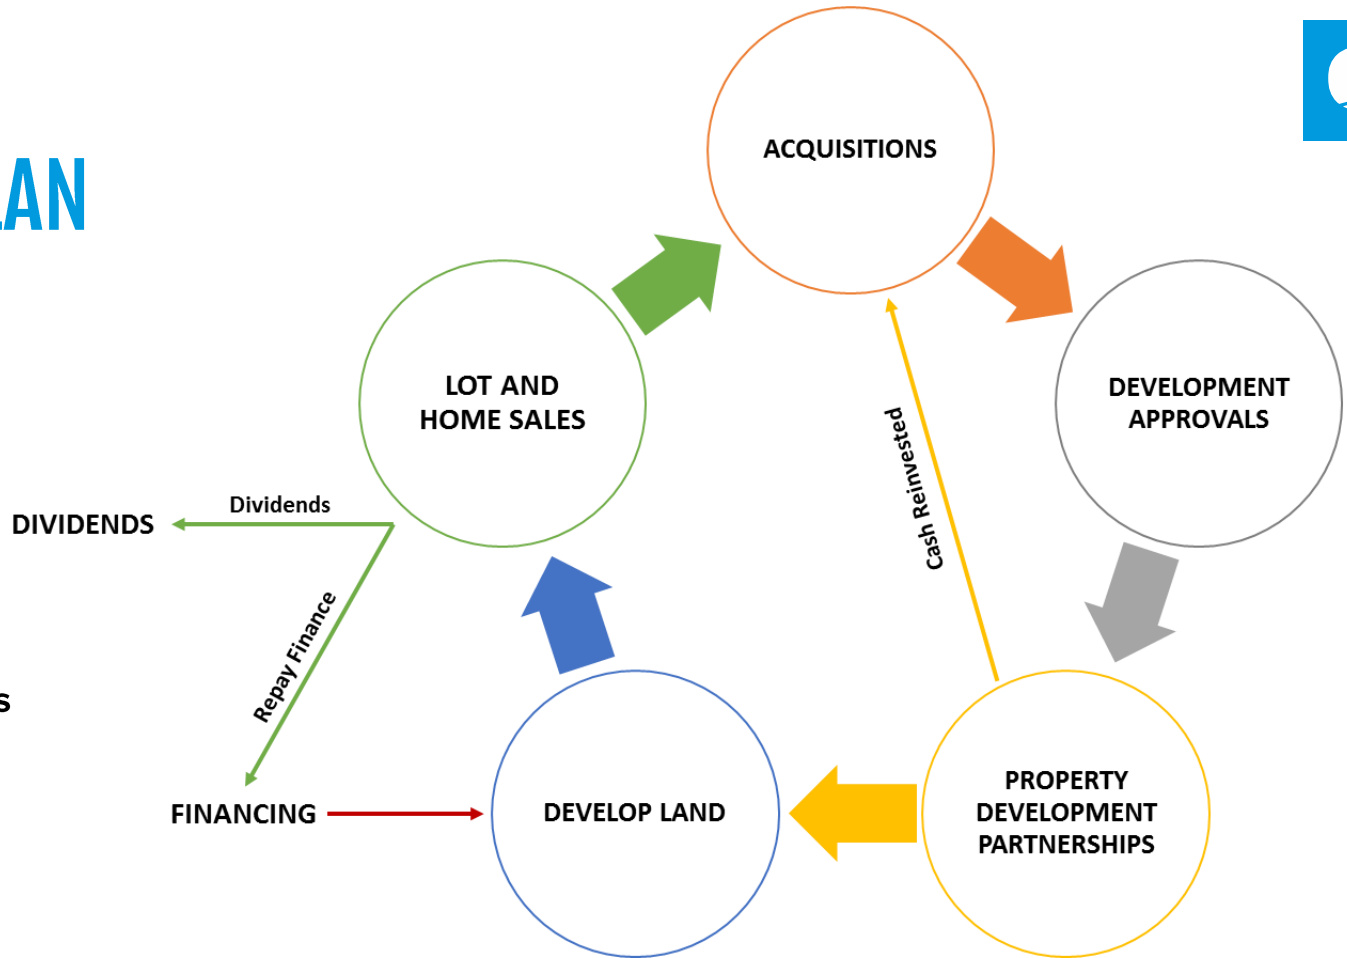 LAN
ACQUISITIONS
DEVELOPMENT
APPROVALS
LOT AND
HOME SALES
Cash Reinvested
Dividends
DIVIDENDS
Repay Finance
s
FINANCING
DEVELOP LAND
PROPERTY
DEVELOPMENT
PARTNERSHIPS